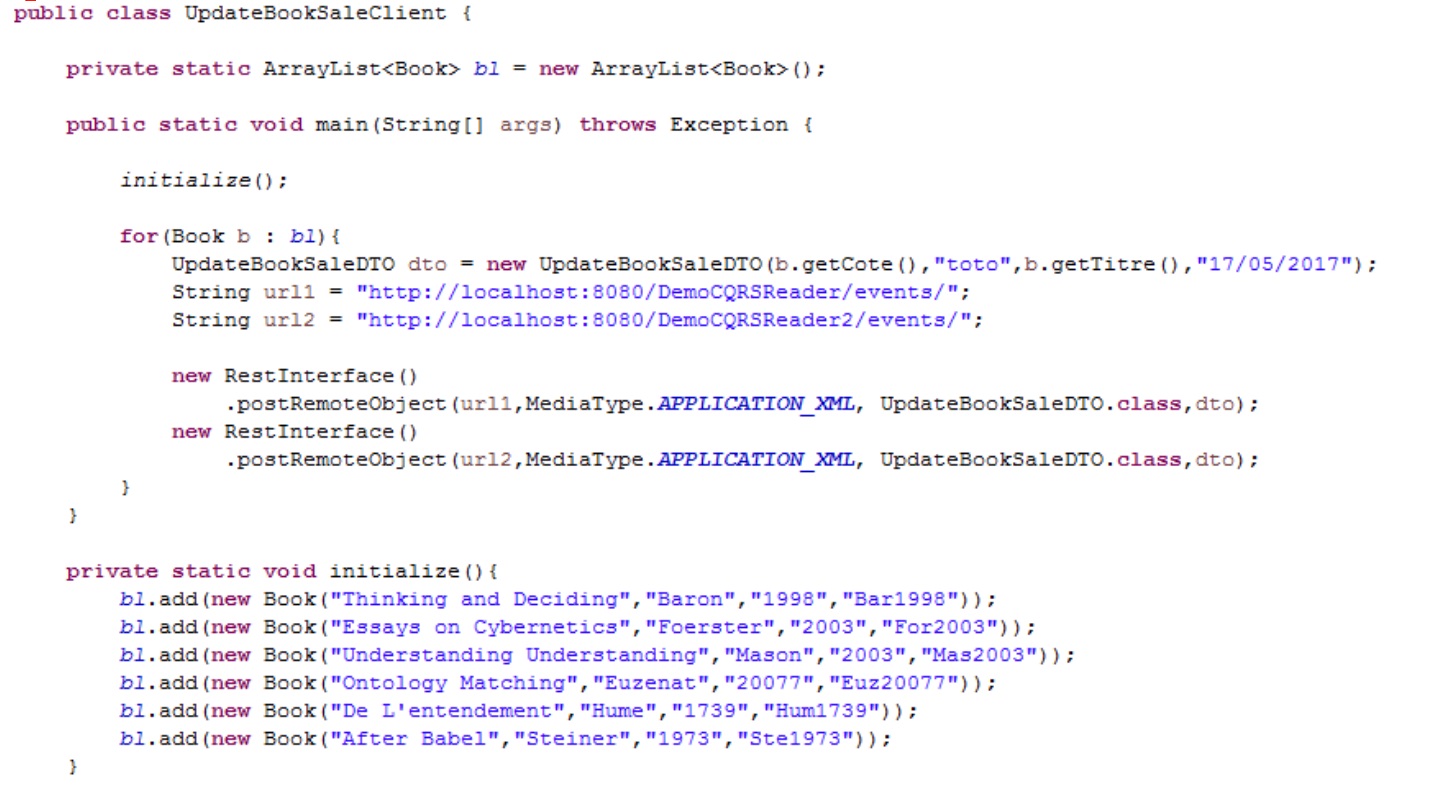 public class UpdateBookSaleClient {
private static ArrayList<Book> bl = new ArrayList<Book>();
public static void main(String[] args) throws Exception {
initialize();
for(Book b : bl){
UpdateBookSaleDTO dto = new UpdateBookSaleDTO(b.getCote(),"toto",b.getTitre(),"17/05/2017");
String url1 = "http://localhost:8080/DemoCQRSReader/events/";
String url2 = "http://localhost:8080/DemoCQRSReader2/events/";
new RestInterface()
.postRemoteObject(url1,MediaType.APPLICATION_XML, UpdateBookSaleDTO.class,dto);
new RestInterface()
.postRemoteObject(url2,MediaType.APPLICATION_XML, UpdateBookSaleDTO.class,dto);
}
}
private static void initialize(){
bl.add(new Book("Thinking and Deciding","Baron","1998","Bar1998"));
bl.add(new Book("Essays on Cybernetics","Foerster","2003","For2003"));
bl.add(new Book("Understanding Understanding","Mason","2003","Mas2003"));
bl.add(new Book("Ontology Matching","Euzenat","20077","Euz20077"));
bl.add(new Book("De L'entendement","Hume","1739","Hum1739"));
bl.add(new Book("After Babel","Steiner","1973","Ste1973"));
}